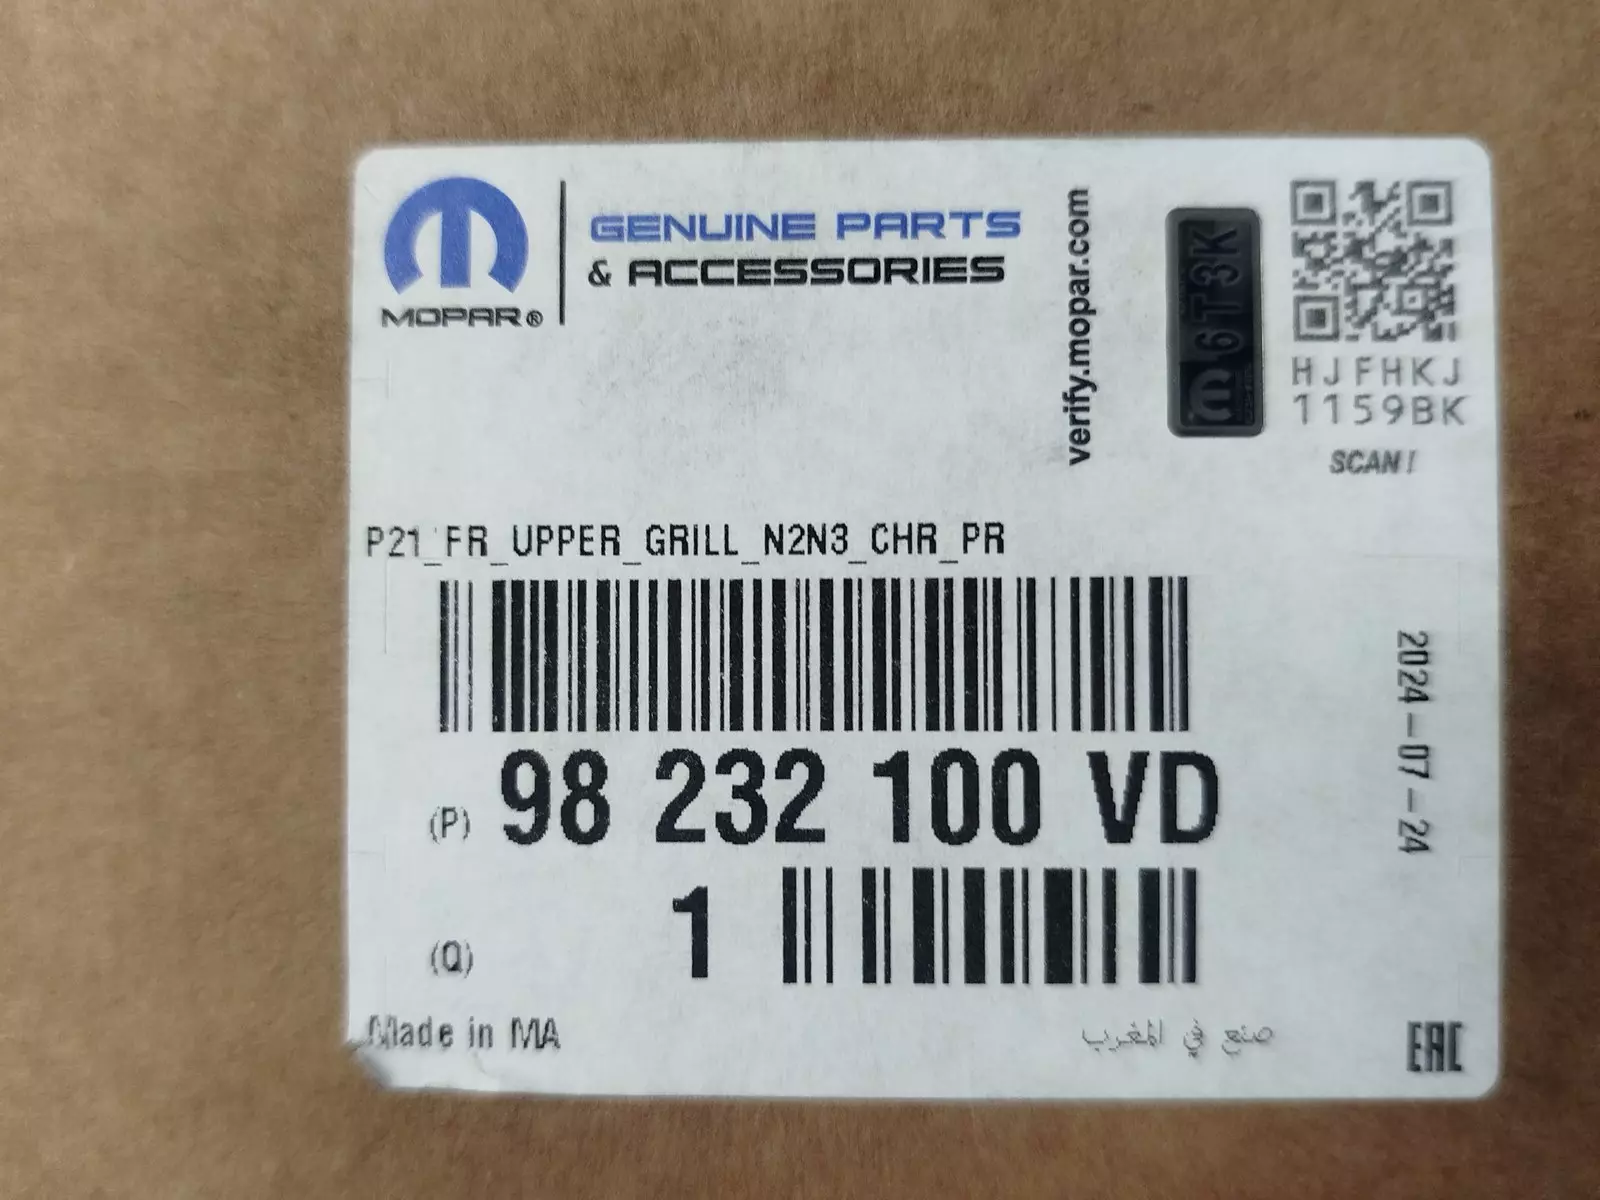 MOPAR®
GENUINE PARTS
& ACCESSORIES
verify.mopar.com
6TT3K
HJFHKJ
1159BK
SCAN!
P21_FR_UPPER_GRILL_N2N3_CHR_PR
(P) 98 232 100 VD
2024-07-24
(Q) 1
Made in MA
صنع في المغرب
EAC